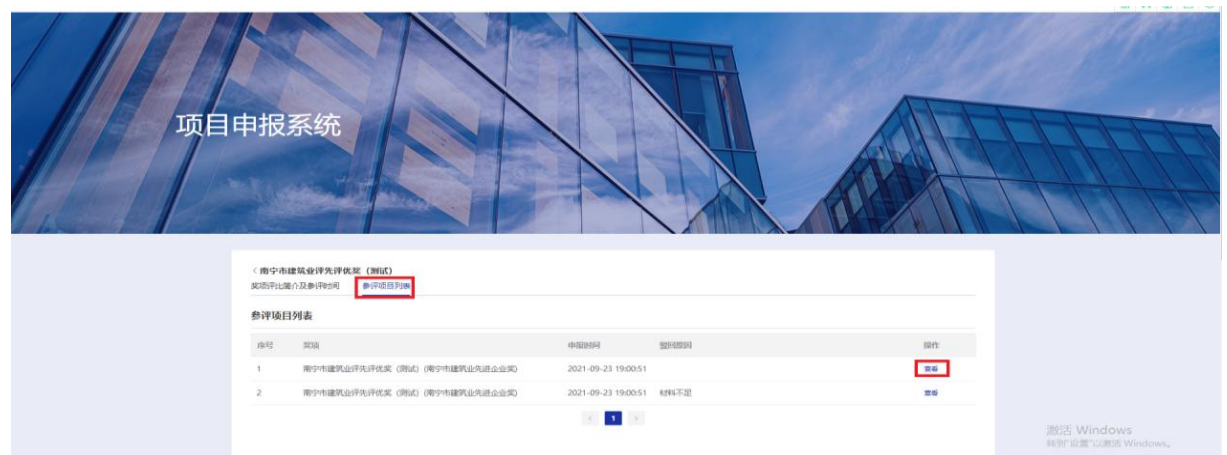 项目申报系统
< 南宁市建筑业评先评优奖（测试）
奖项评比简介及参评时间 参评项目列表
参评项目列表
序号 奖项 申报时间 驳回原因 操作
1 南宁市建筑业评先评优奖（测试）(南宁市建筑业先进企业奖) 2021-09-23 19:00:51 查看
2 南宁市建筑业评先评优奖（测试）(南宁市建筑业先进企业奖) 2021-09-23 19:00:51 材料不足 查看
< 1 >
激活 Windows
转到"设置"以激活 Windows。